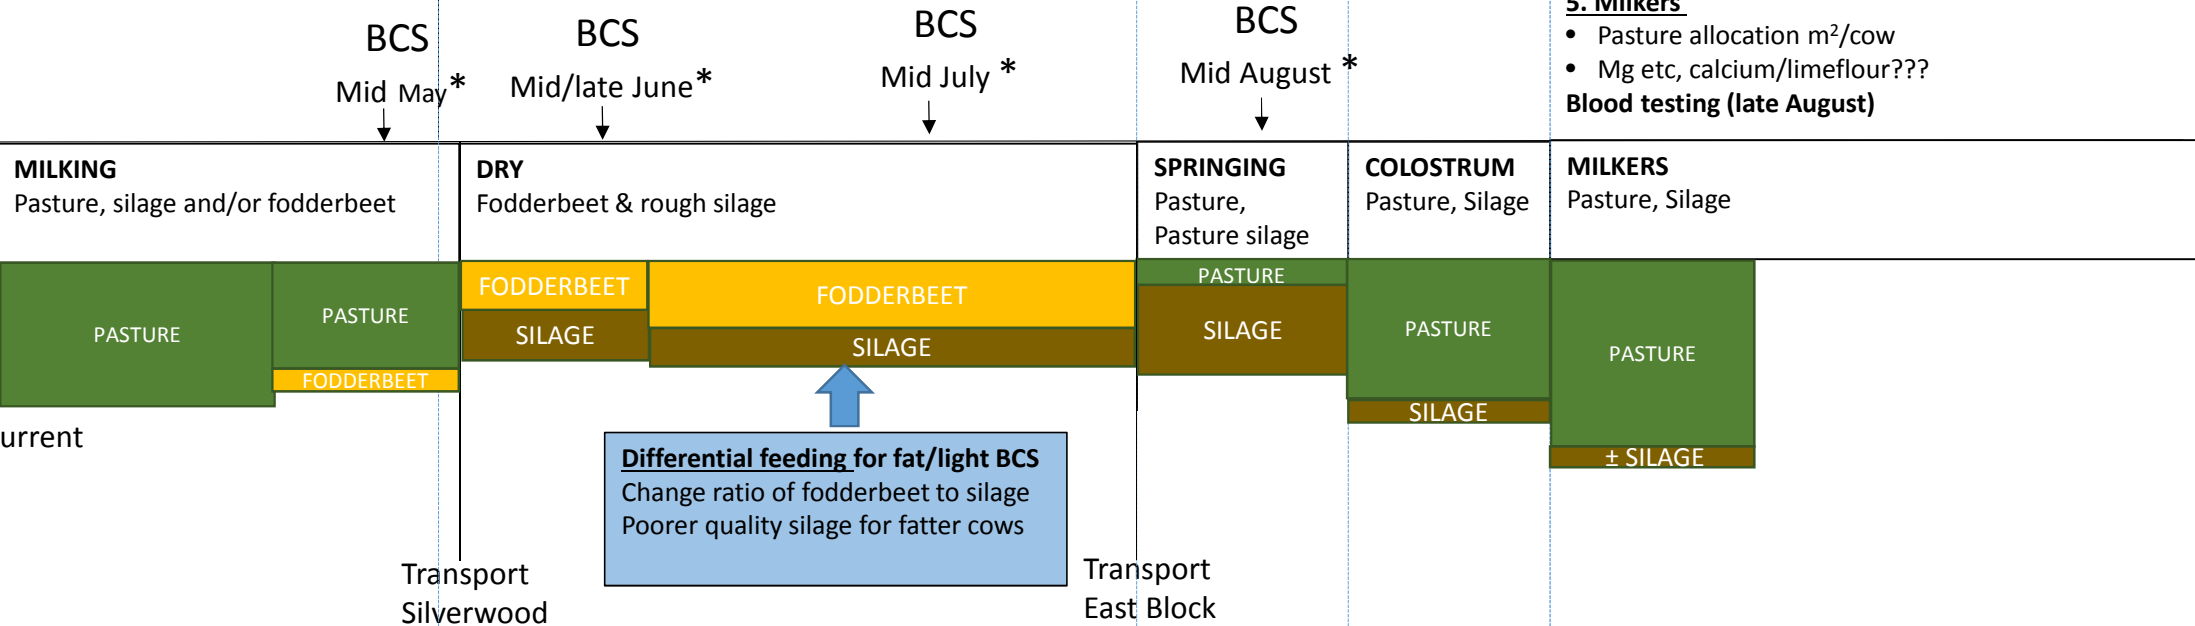 BCS
Mid May*
BCS
Mid/late June*
BCS
Mid July *
BCS
Mid August *
5. Milkers
• Pasture allocation m²/cow
• Mg etc, calcium/limeflour???
Blood testing (late August)
MILKING
Pasture, silage and/or fodderbeet
DRY
Fodderbeet & rough silage
SPRINGING
Pasture,
Pasture silage
COLOSTRUM
Pasture, Silage
MILKERS
Pasture, Silage
PASTURE
PASTURE
FODDERBEET
FODDERBEET
SILAGE
FODDERBEET
SILAGE
PASTURE
SILAGE
PASTURE
SILAGE
PASTURE
± SILAGE
urrent
Differential feeding for fat/light BCS
Change ratio of fodderbeet to silage
Poorer quality silage for fatter cows
Transport
Silverwood
Transport
East Block